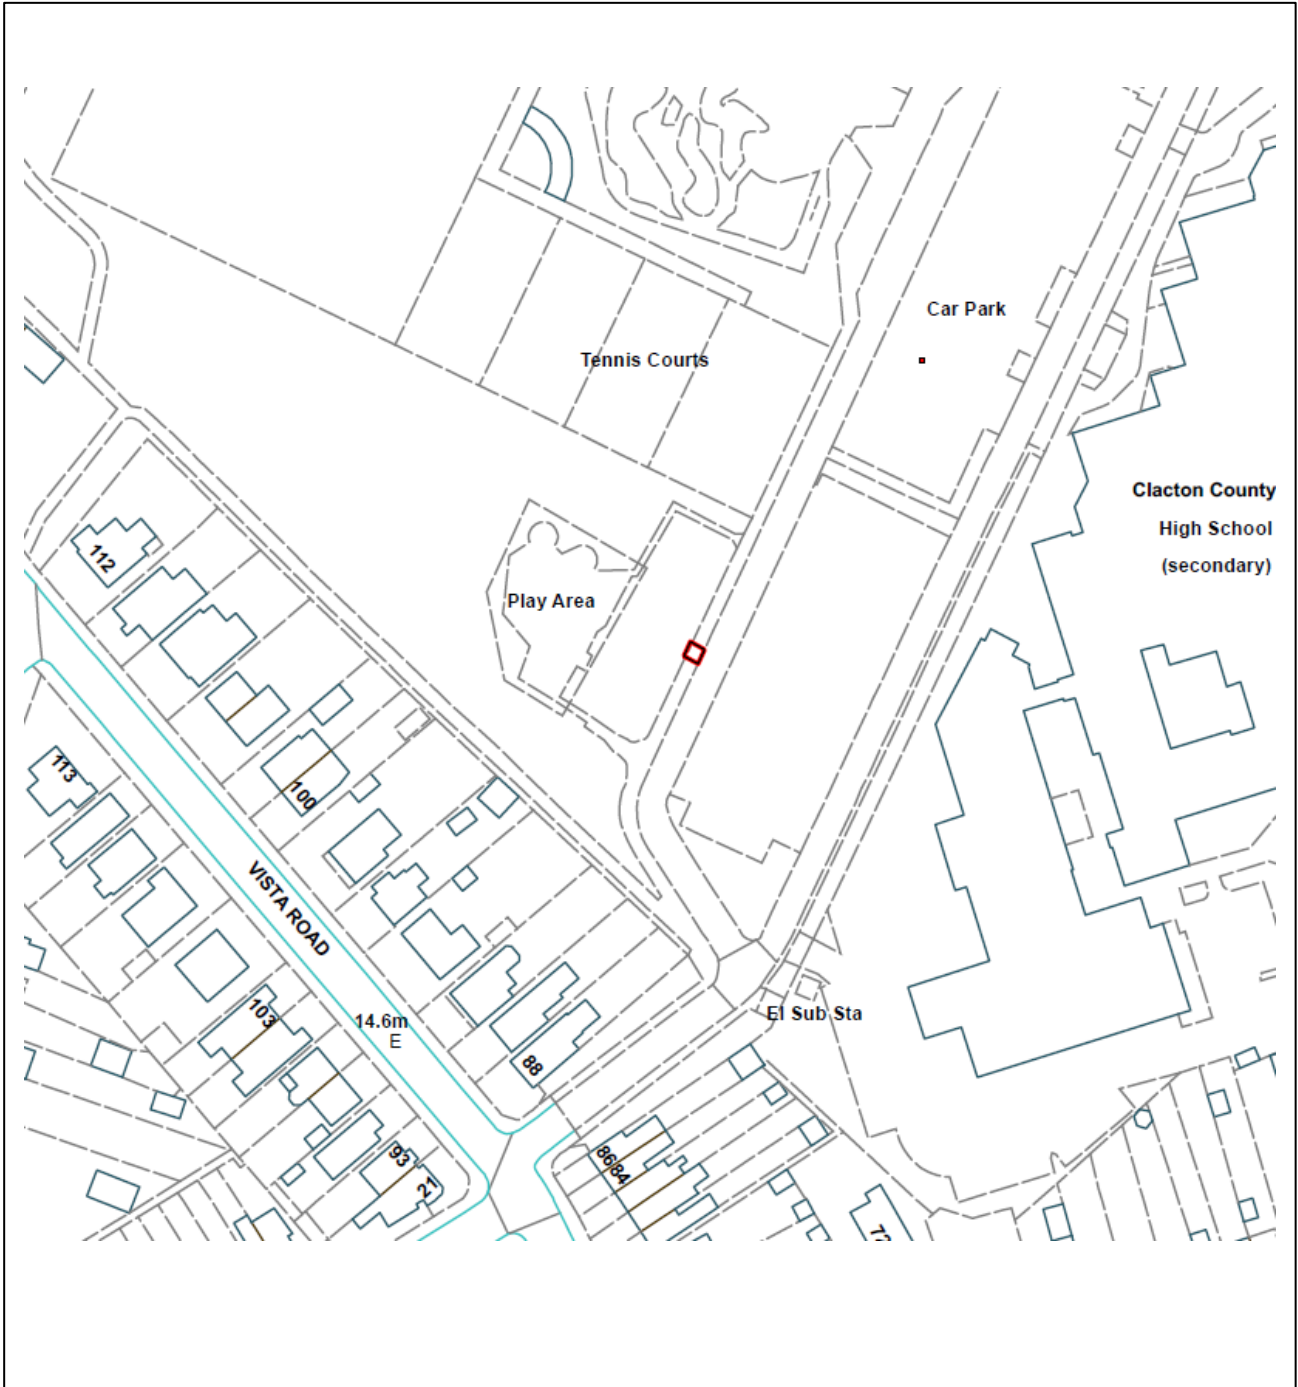 Car Park
Tennis Courts
Clacton County
High School
(secondary)
112
Play Area
113
100
VISTA ROAD
103
14.6m
E
El Sub Sta
88
93
21
86
84